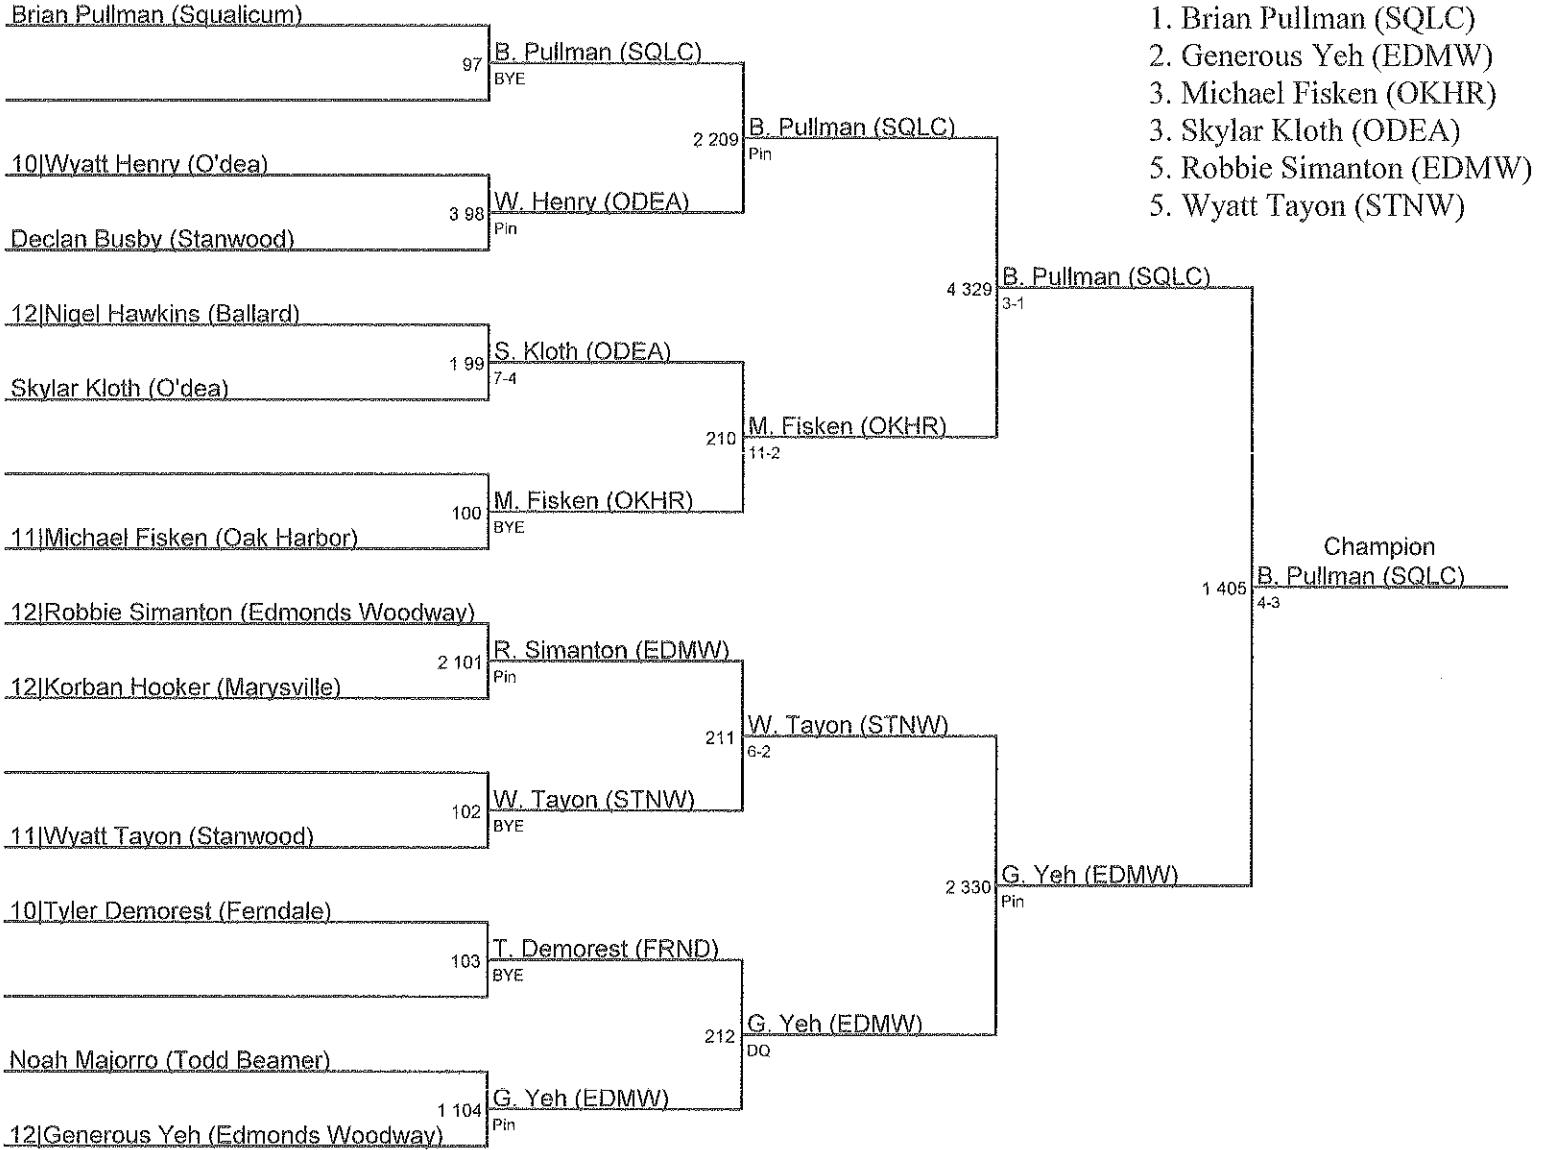 Brian Pullman (Squalicum)
97
B. Pullman (SQLC)
BYE
10|Wyatt Henry (O'dea)
3 98
W. Henry (ODEA)
Pin
Declan Busby (Stanwood)
2 209
B. Pullman (SQLC)
Pin
12|Nigel Hawkins (Ballard)
1 99
S. Kloth (ODEA)
7-4
Skylar Kloth (O'dea)
210
M. Fisken (OKHR)
11-2
100
M. Fisken (OKHR)
BYE
11|Michael Fisken (Oak Harbor)
4 329
B. Pullman (SQLC)
3-1
12|Robbie Simanton (Edmonds Woodway)
2 101
R. Simanton (EDMW)
Pin
12|Korban Hooker (Marysville)
211
W. Tayon (STNW)
6-2
102
W. Tayon (STNW)
BYE
11|Wyatt Tayon (Stanwood)
10|Tyler Demorest (Ferndale)
103
T. Demorest (FRND)
BYE
2 330
G. Yeh (EDMW)
Pin
212
G. Yeh (EDMW)
DQ
Noah Majorro (Todd Beamer)
1 104
G. Yeh (EDMW)
Pin
12|Generous Yeh (Edmonds Woodway)
Champion
1 405
B. Pullman (SQLC)
4-3
1. Brian Pullman (SQLC)
2. Generous Yeh (EDMW)
3. Michael Fisken (OKHR)
3. Skylar Kloth (ODEA)
5. Robbie Simanton (EDMW)
5. Wyatt Tayon (STNW)